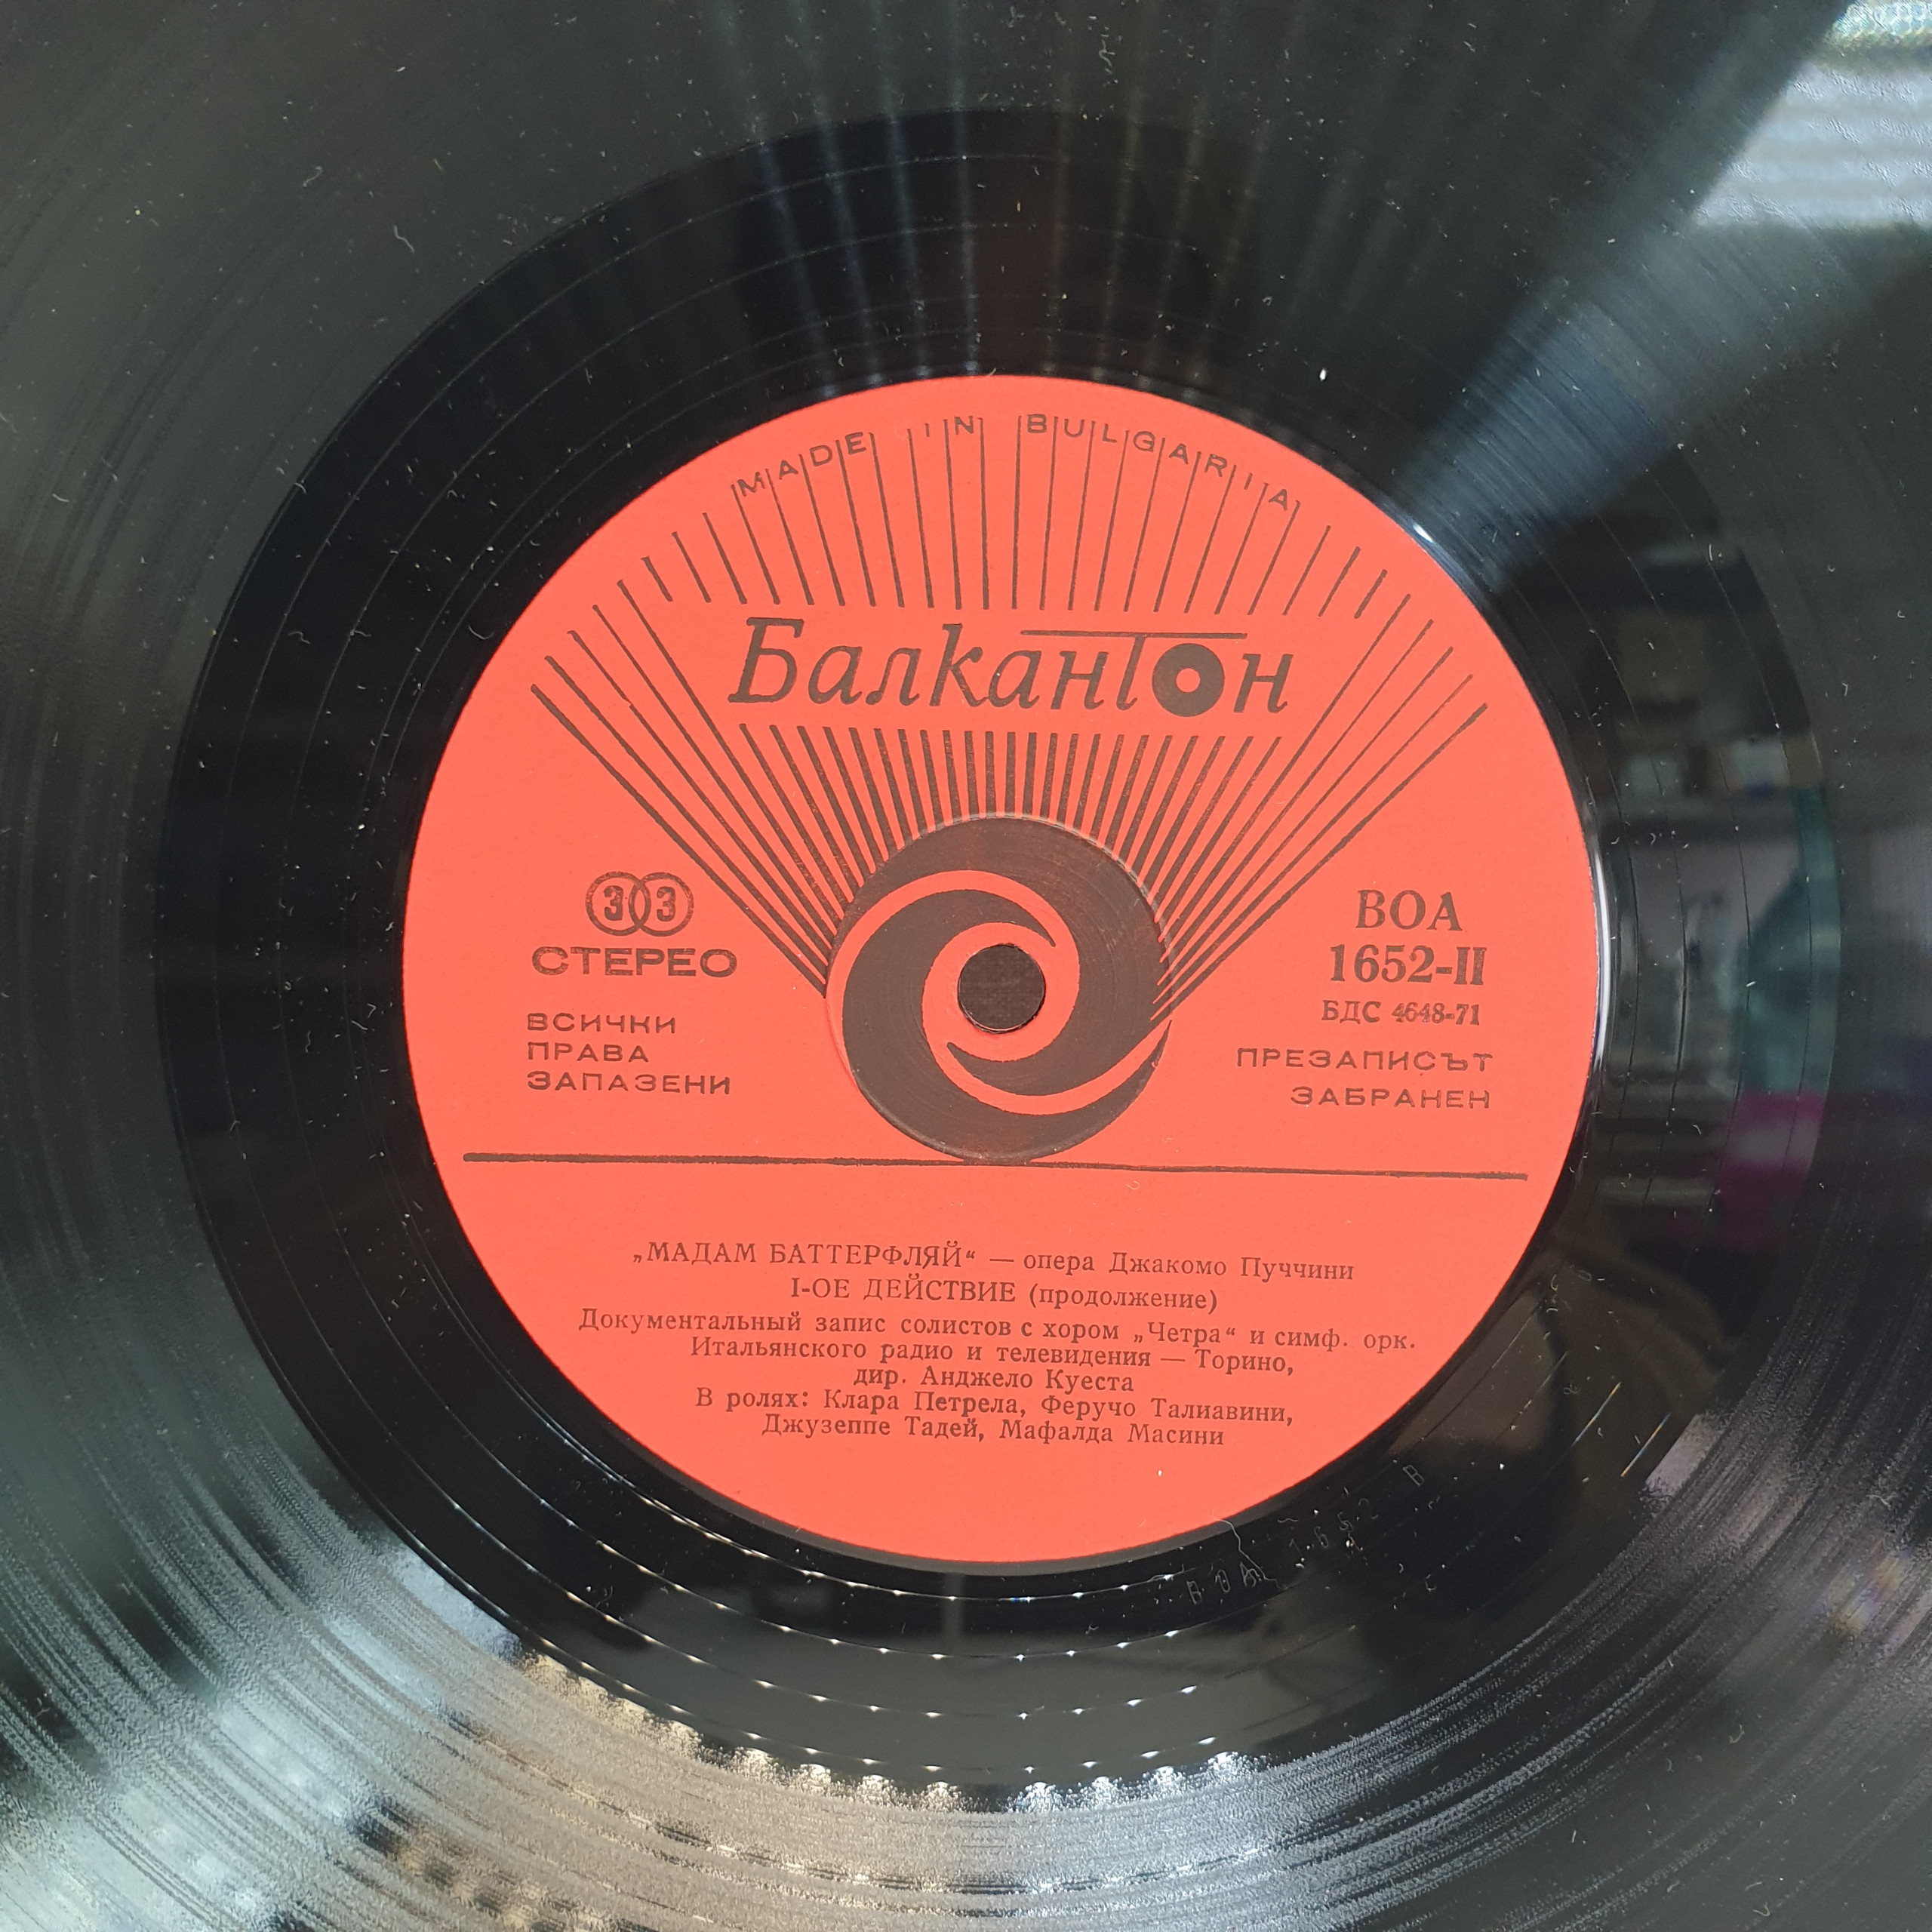 MADE IN BULGARIA
Балкантон
33
СТЕРЕО
ВСИЧКИ
ПРАВА
ЗАПАЗЕНИ
ВОА
1652-II
БДС 4648-71
ПРЕЗАПИСЪТ
ЗАБРАНЕН
„МАДАМ БАТТЕРФЛЯЙ“ — опера Джакомо Пуччини
I-ОЕ ДЕЙСТВИЕ (продолжение)
Документальный запис солистов с хором „Четра“ и симф. орк.
Итальянского радио и телевидения — Торино,
дир. Анджело Куеста
В ролях: Клара Петрела, Феручо Талиавини,
Джузеппе Тадей, Мафалда Масини
ВОА 1652 В